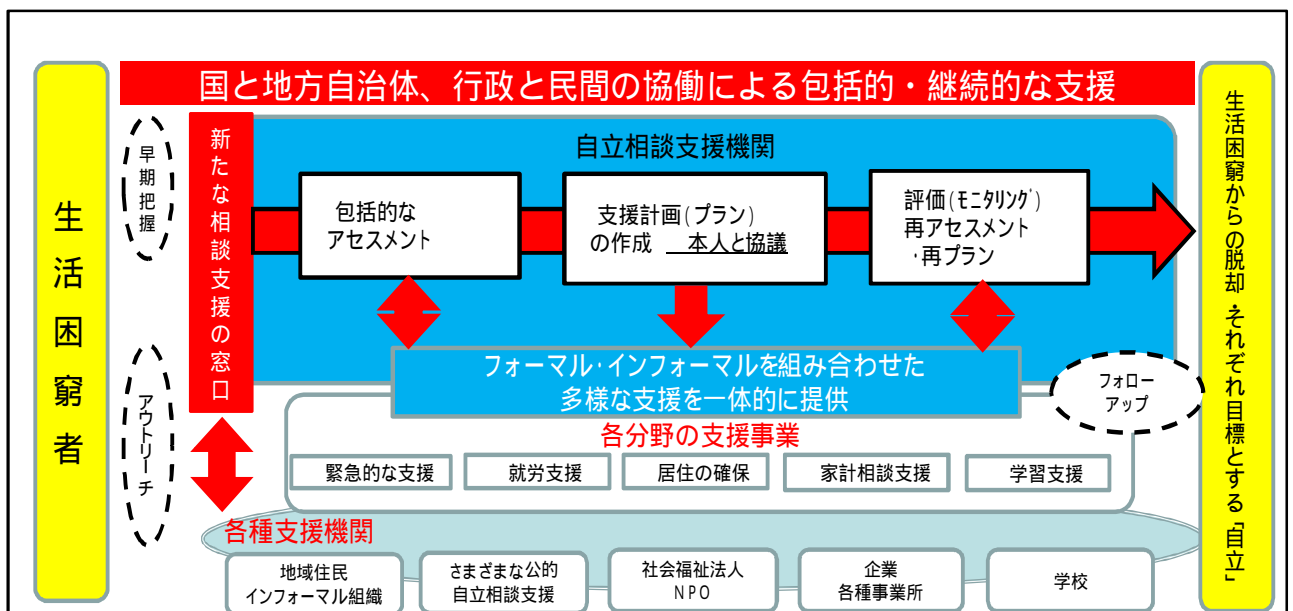 国と地方自治体、行政と民間の協働による包括的・継続的な支援
生活困窮者
早期把握
アウトリーチ
新たな相談支援の窓口
自立相談支援機関
包括的な
アセスメント
支援計画(プラン)
の作成　本人と協議
評価(ﾓﾆﾀﾘﾝｸﾞ)
再アセスメント
・再プラン
フォーマル・インフォーマルを組み合わせた
多様な支援を一体的に提供
フォロー
アップ
各分野の支援事業
緊急的な支援
就労支援
居住の確保
家計相談支援
学習支援
各種支援機関
地域住民
インフォーマル組織
さまざまな公的
自立相談支援
社会福祉法人
NPO
企業
各種事業所
学校
生活困窮からの脱却・それぞれ目標とする「自立」